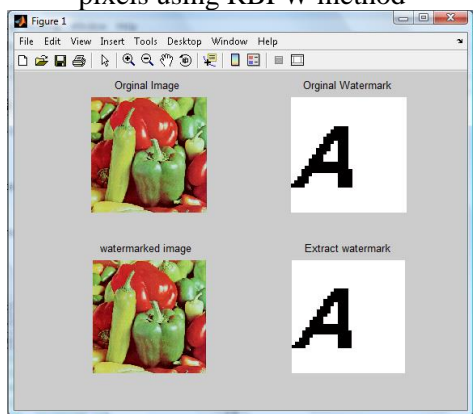 pixels using RBPW method
Figure 1
File Edit View Insert Tools Desktop Window Help
Orginal Image Orginal Watermark
A
watermarked image Extract watermark
A